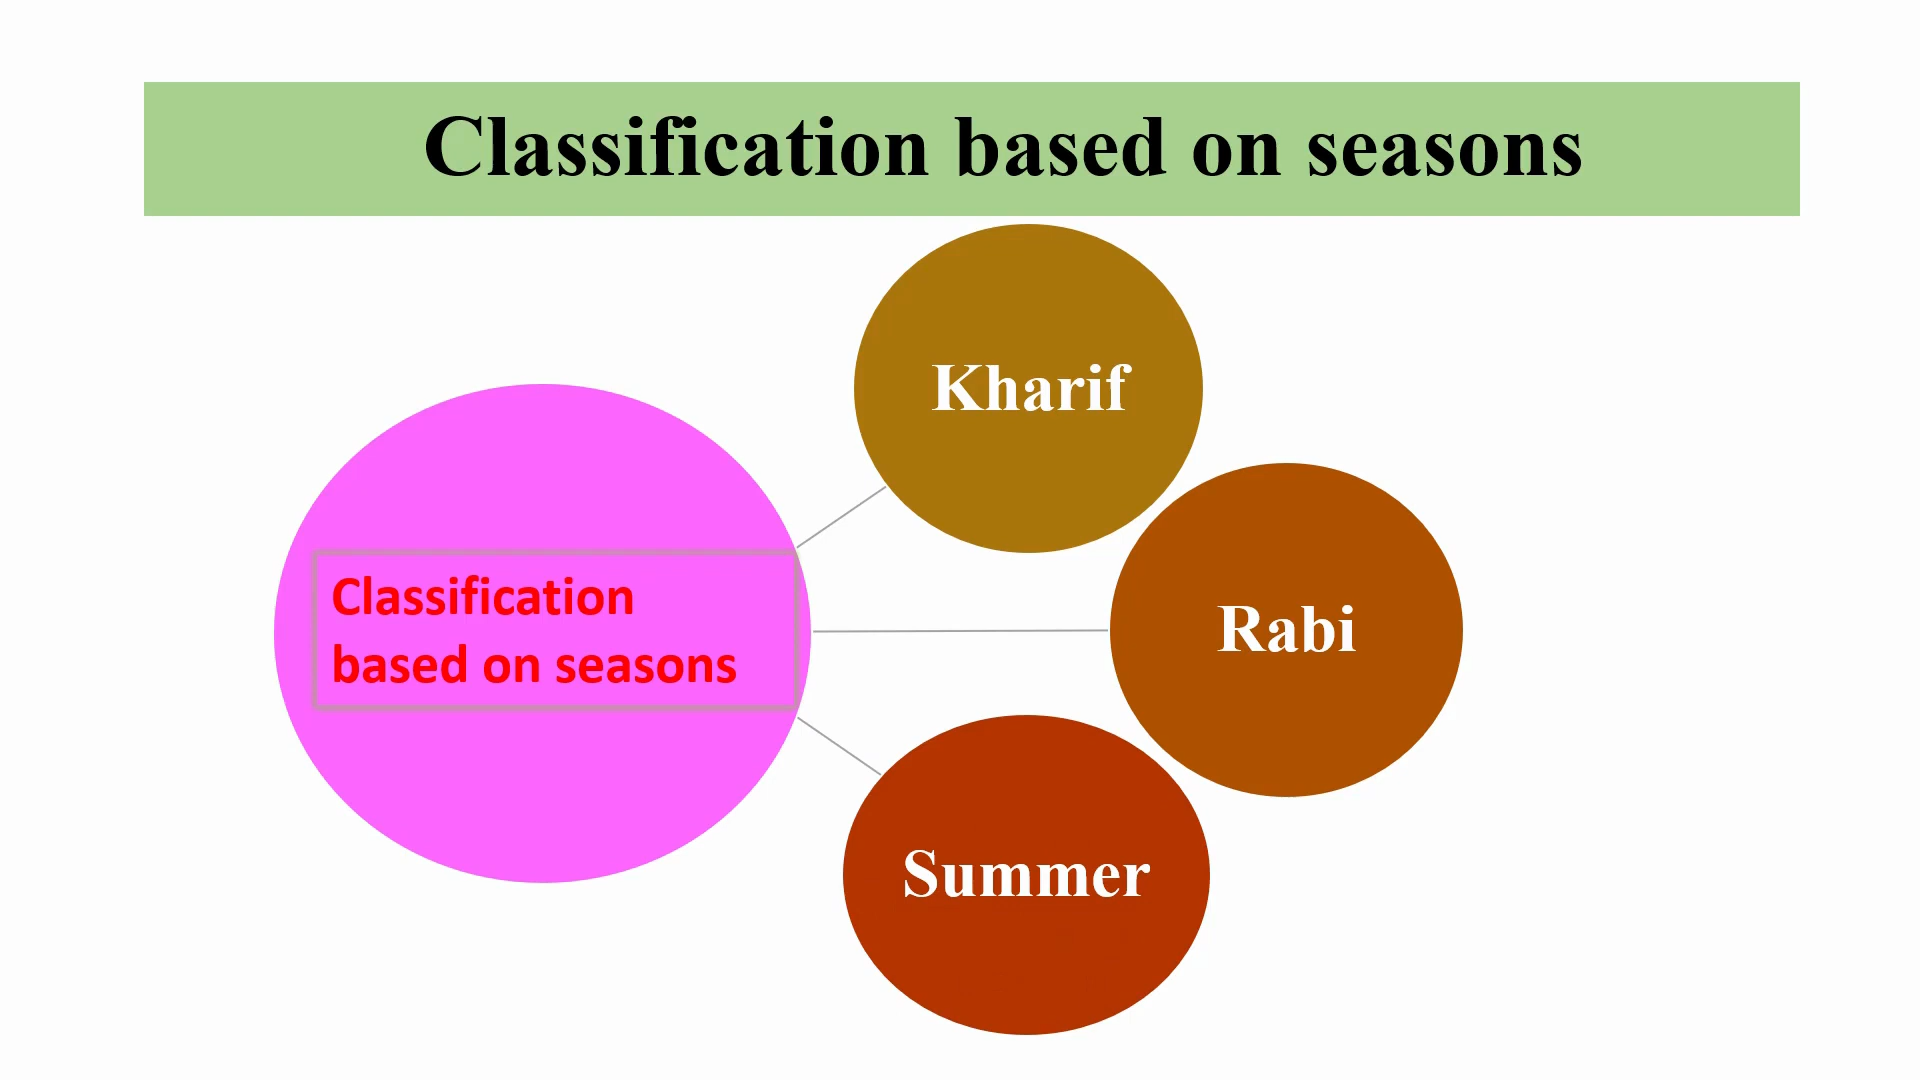 Classification based on seasons
Kharif
Classification
based on seasons
Rabi
Summer